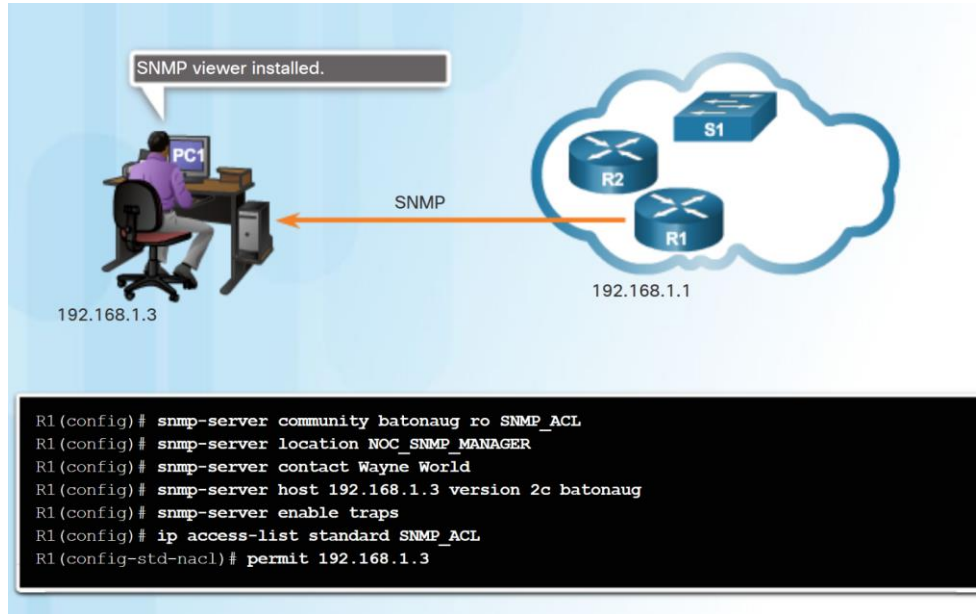 SNMP viewer installed.
PC1
S1
R2
SNMP
R1
192.168.1.1
192.168.1.3
R1(config)# snmp-server community batonaug ro SNMP_ACL
R1(config)# snmp-server location NOC_SNMP_MANAGER
R1(config)# snmp-server contact Wayne World
R1(config)# snmp-server host 192.168.1.3 version 2c batonaug
R1(config)# snmp-server enable traps
R1(config)# ip access-list standard SNMP_ACL
R1(config-std-nacl)# permit 192.168.1.3